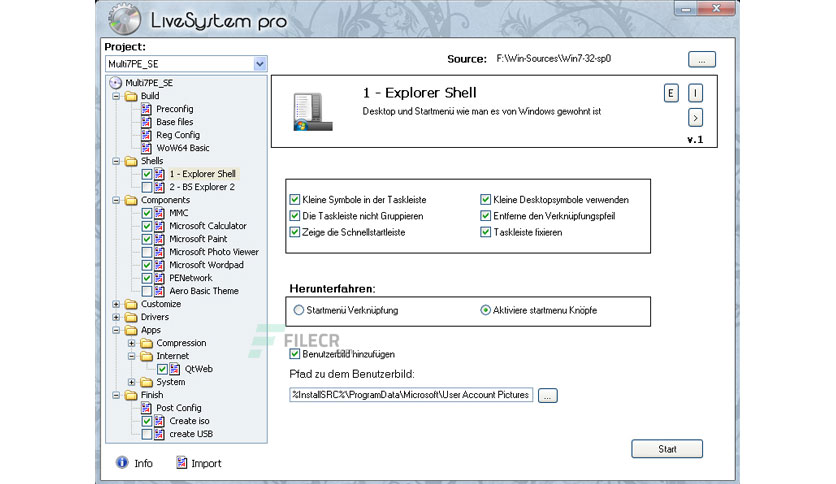 LiveSystem pro
Project:
Multi7PE_SE
Source: F:\Win-Sources\Win7-32-sp0
...
Multi7PE_SE
Build
Preconfig
Base files
Reg Config
WoW64 Basic
Shells
1 - Explorer Shell
2 - BS Explorer 2
Components
MMC
Microsoft Calculator
Microsoft Paint
Microsoft Photo Viewer
Microsoft Wordpad
PENetwork
Aero Basic Theme
Customize
Drivers
Apps
Compression
Internet
QtWeb
System
Finish
Post Config
Create iso
create USB
Info
Import
1 - Explorer Shell
Desktop und Startmenü wie man es von Windows gewohnt ist
E
I
>
v.1
Kleine Symbole in der Taskleiste
Kleine Desktopsymbole verwenden
Die Taskleiste nicht Gruppieren
Entferne den Verknüpfungspfeil
Zeige die Schnellstartleiste
Taskleiste fixieren
Herunterfahren:
Startmenü Verknüpfung
Aktiviere startmenu Knöpfe
FILECR
Benutzerbild hinzufügen
Pfad zu dem Benutzerbild:
%InstallSRC%\ProgramData\Microsoft\User Account Pictures
...
Start